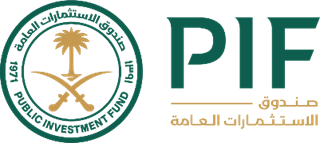 صندوق الاستثمارات العامة
1971
PUBLIC INVESTMENT FUND
PIF
صندوق
الاستثمارات العامة